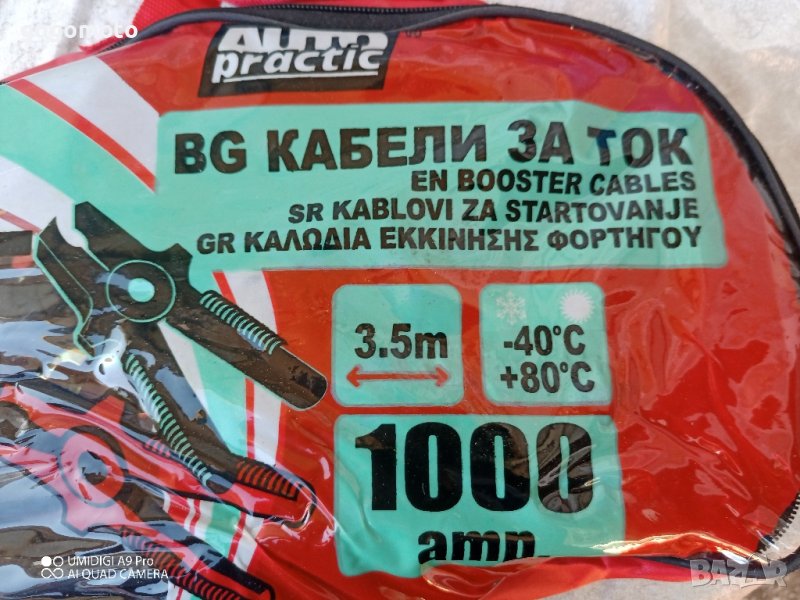 AUTO
practic
BG КАБЕЛИ ЗА ТОК
EN BOOSTER CABLES
SR KABLOVI ZA STARTOVANJE
GR ΚΑΛΩΔΙΑ ΕΚΚΙΝΗΣΗΣ ΦΟΡΤΗΓΟΥ
3.5m
-40°C
+80°C
1000
amp.
UMIDIGI A9 Pro
AI QUAD CAMERA
BAZAR